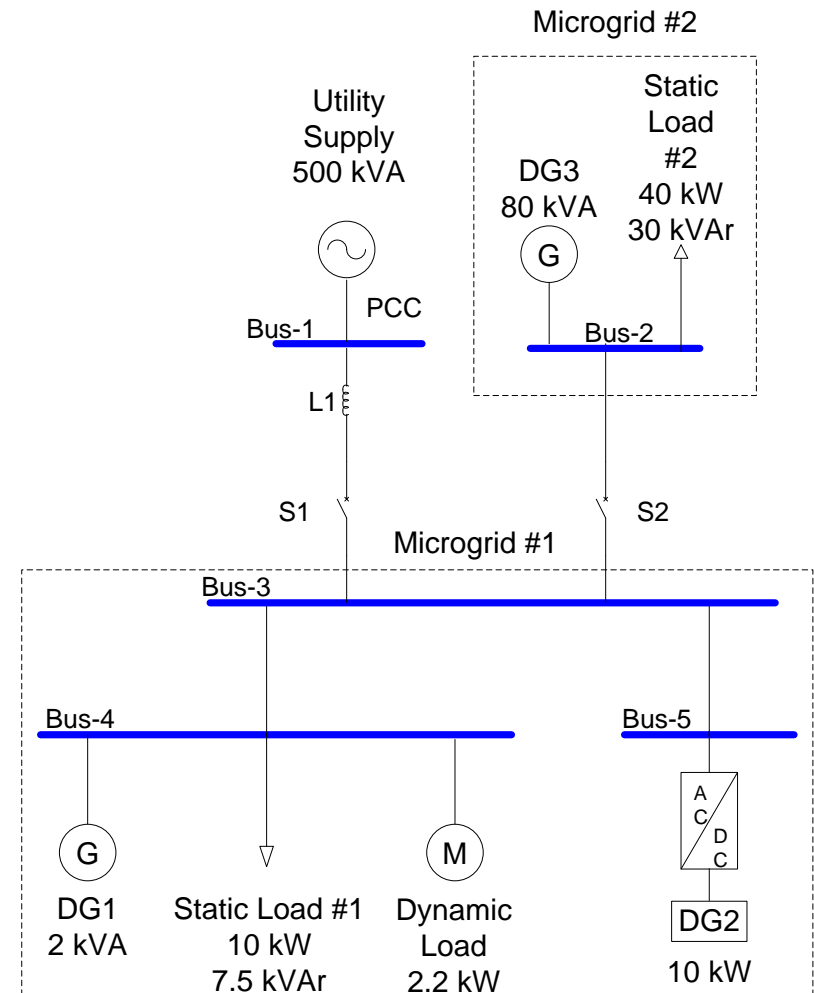 Microgrid #2
Utility
Supply
500 kVA
Static
Load
#2
40 kW
30 kVAr
DG3
80 kVA
G
PCC
Bus-1
Bus-2
L1
S1
S2
Microgrid #1
Bus-3
Bus-4
Bus-5
A
C
D
C
G
M
DG1
2 kVA
Static Load #1
10 kW
7.5 kVAr
Dynamic
Load
2.2 kW
DG2
10 kW